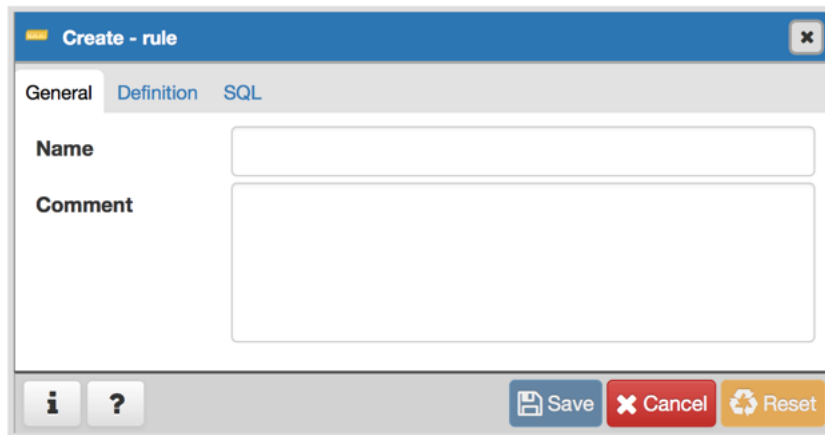 Create - rule
General Definition SQL
Name
Comment
i ? Save Cancel Reset